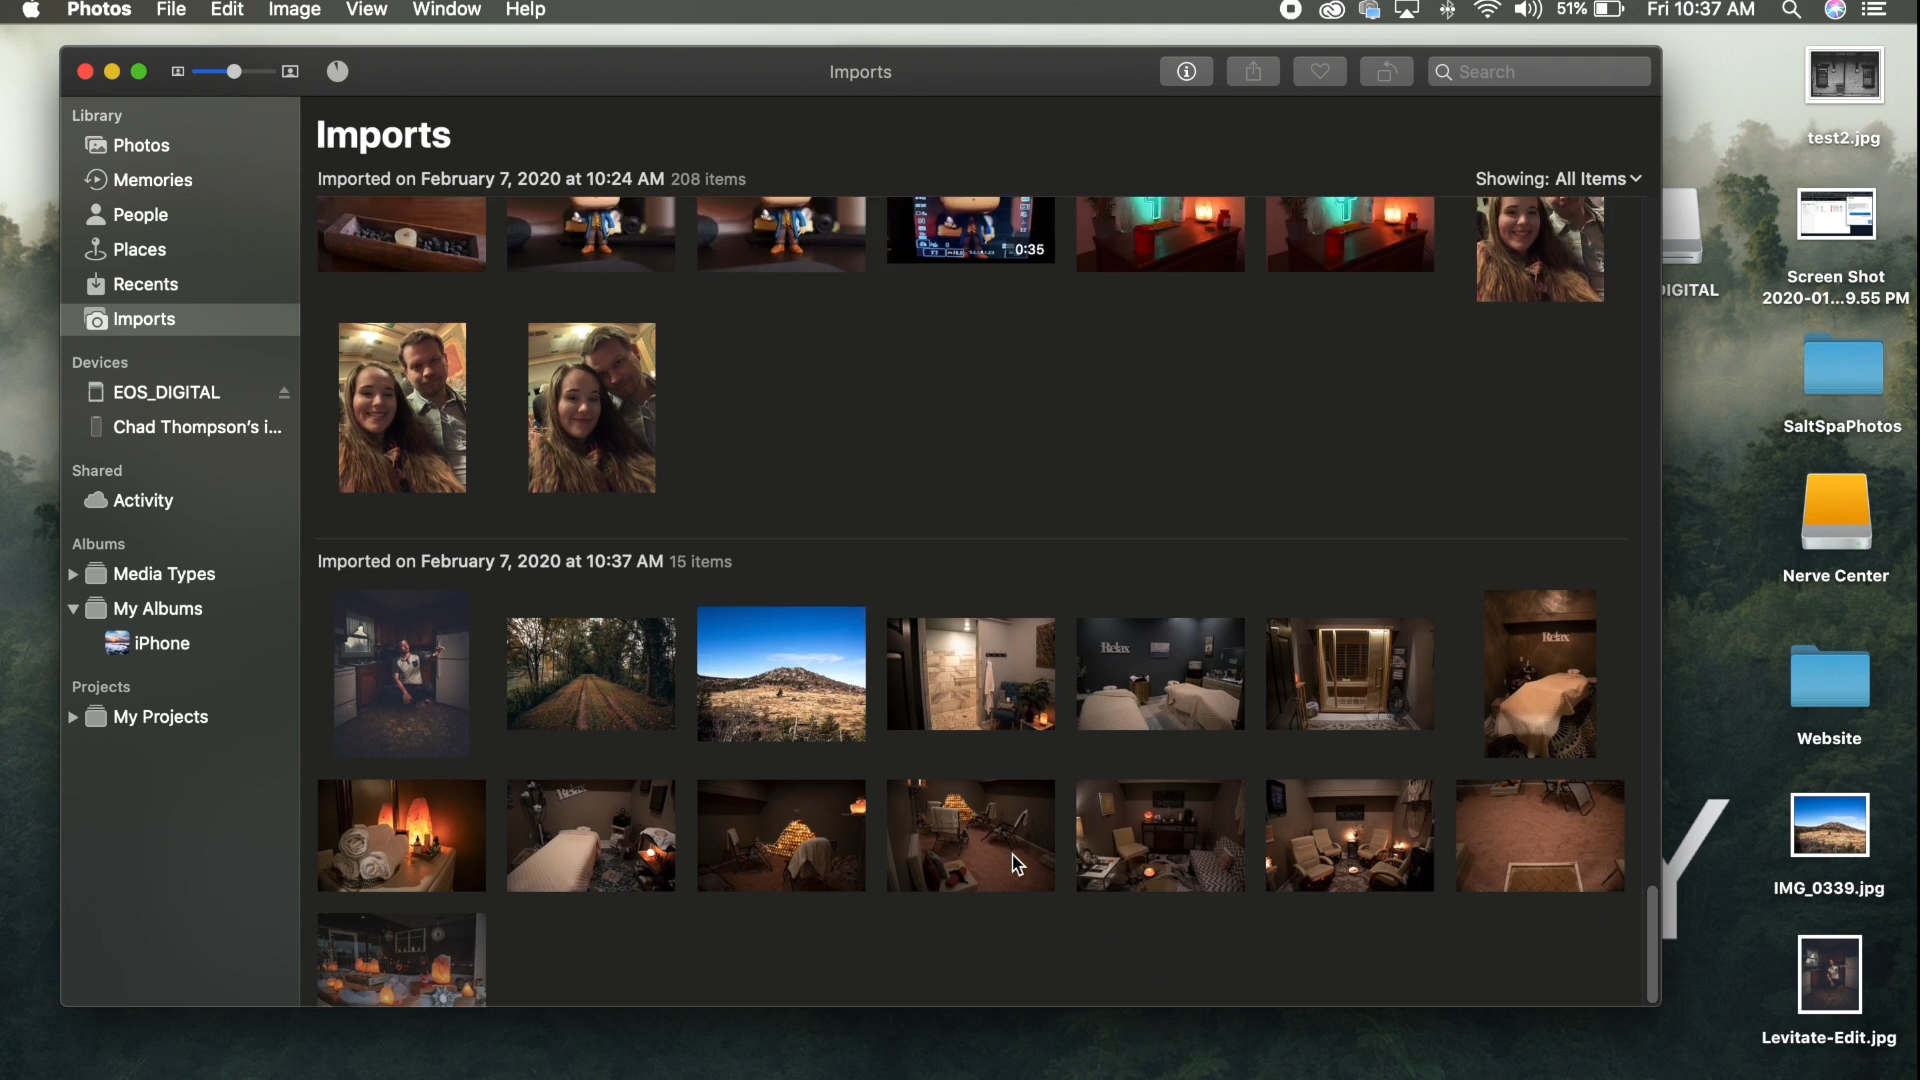 Photos File Edit Image View Window Help 51% Fri 10:37 AM
Imports
Search
Library
Photos
Memories
People
Places
Recents
Imports
Devices
EOS_DIGITAL
Chad Thompson's i...
Shared
Activity
Albums
Media Types
My Albums
iPhone
Projects
My Projects
Imports
Imported on February 7, 2020 at 10:24 AM 208 items
Showing: All Items
0:35
Imported on February 7, 2020 at 10:37 AM 15 items
Relax
Relax
Relax
test2.jpg
IGITAL
Screen Shot
2020-01...9.55 PM
SaltSpaPhotos
Nerve Center
Website
IMG_0339.jpg
Levitate-Edit.jpg